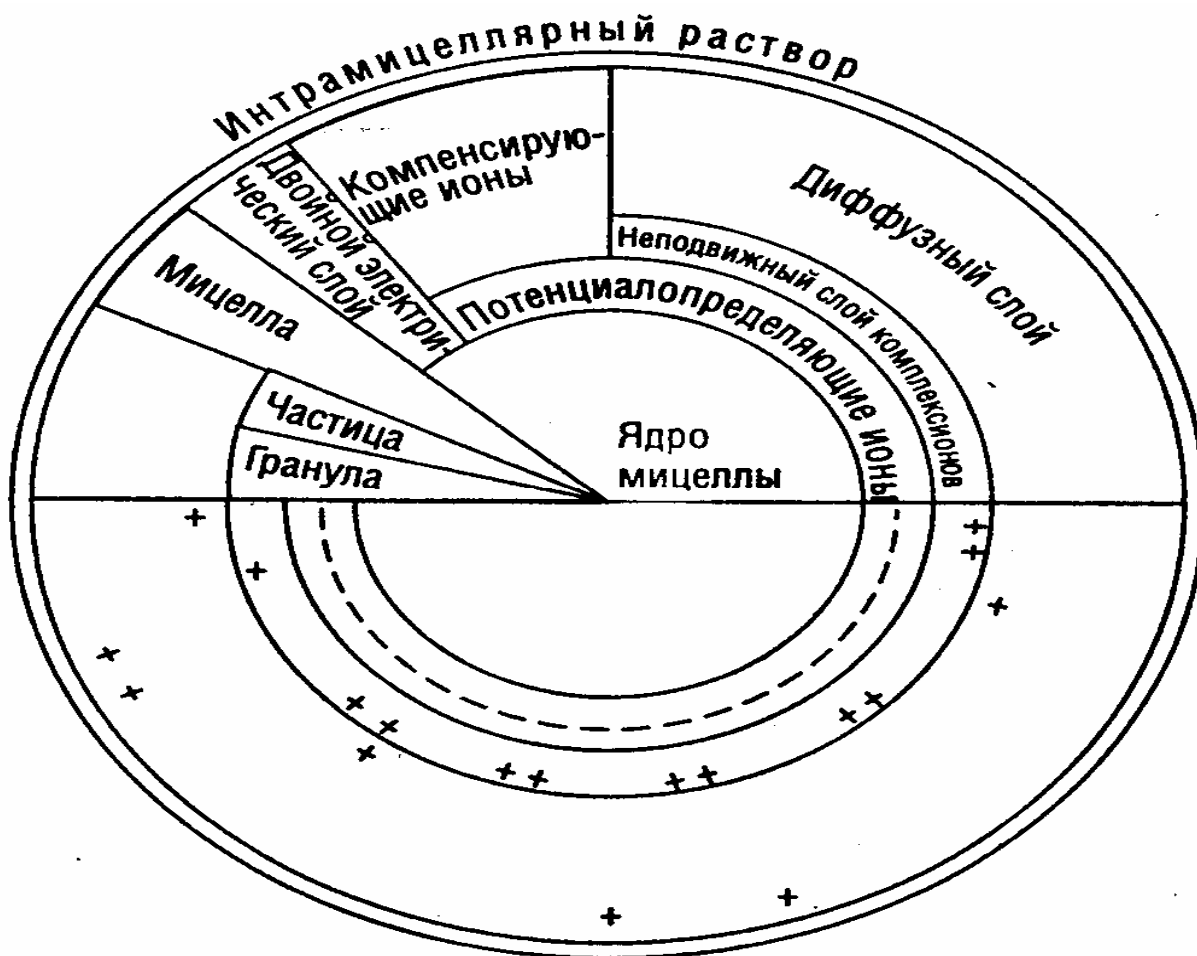 Интрамицеллярный раствор
Компенсирую-
щие ионы
Двойной электри-
ческий слой
Диффузный слой
Неподвижный слой комплексионов
Потенциалопределяющие ионы
Мицелла
Частица
Гранула
Ядро
мицеллы
+
+
+
+
+
+ +
+ +
+
+ +
+ +
+ +
+
+
+